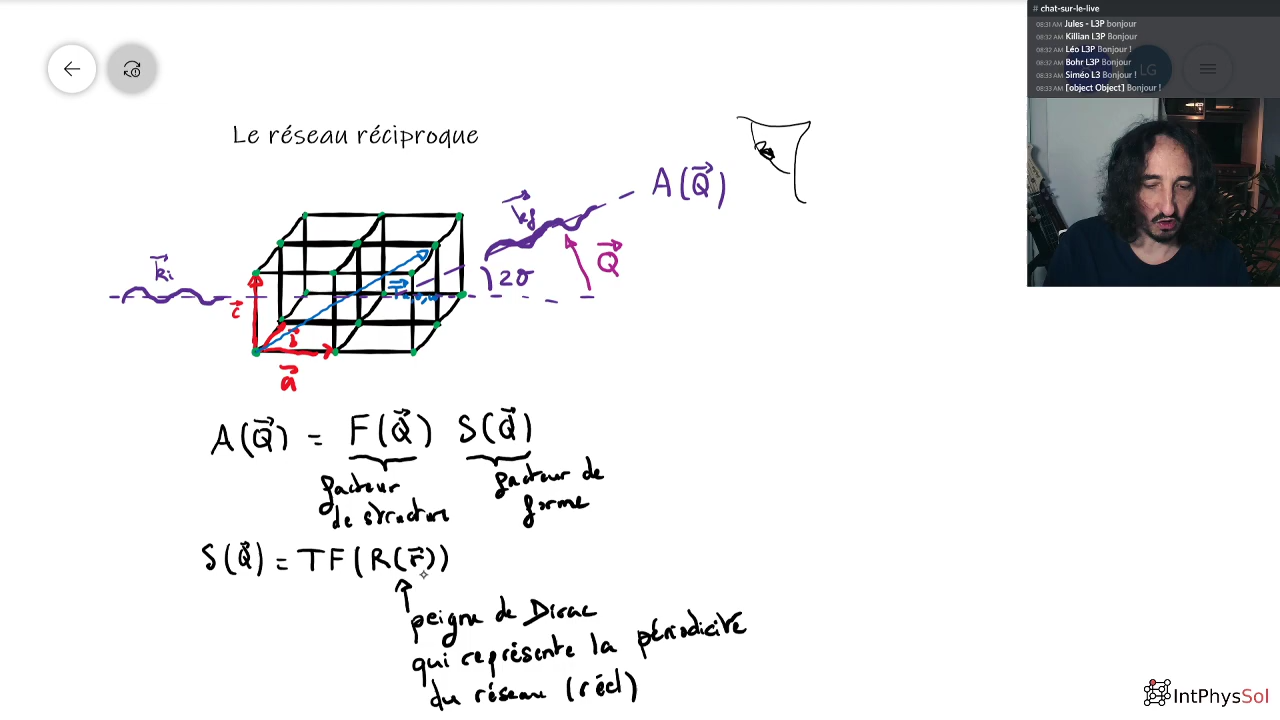 # chat-sur-le-live
08:31 AM Jules - L3P bonjour
08:32 AM Killian L3P Bonjour
08:32 AM Léo L3P Bonjour !
08:32 AM Bohr L3P Bonjour
08:33 AM Siméo L3 Bonjour !
08:33 AM [object Object] Bonjour !
LG
Le réseau réciproque
A(Q⃗)
k⃗f
Q⃗
2θ
k⃗i
c⃗
a⃗
A(Q⃗) = F(Q⃗) S(Q⃗)
facteur de structure
facteur de forme
S(Q⃗) = TF(R(r⃗))
peigne de Dirac
qui représente la périodicité
du réseau (réel)
IntPhysSol